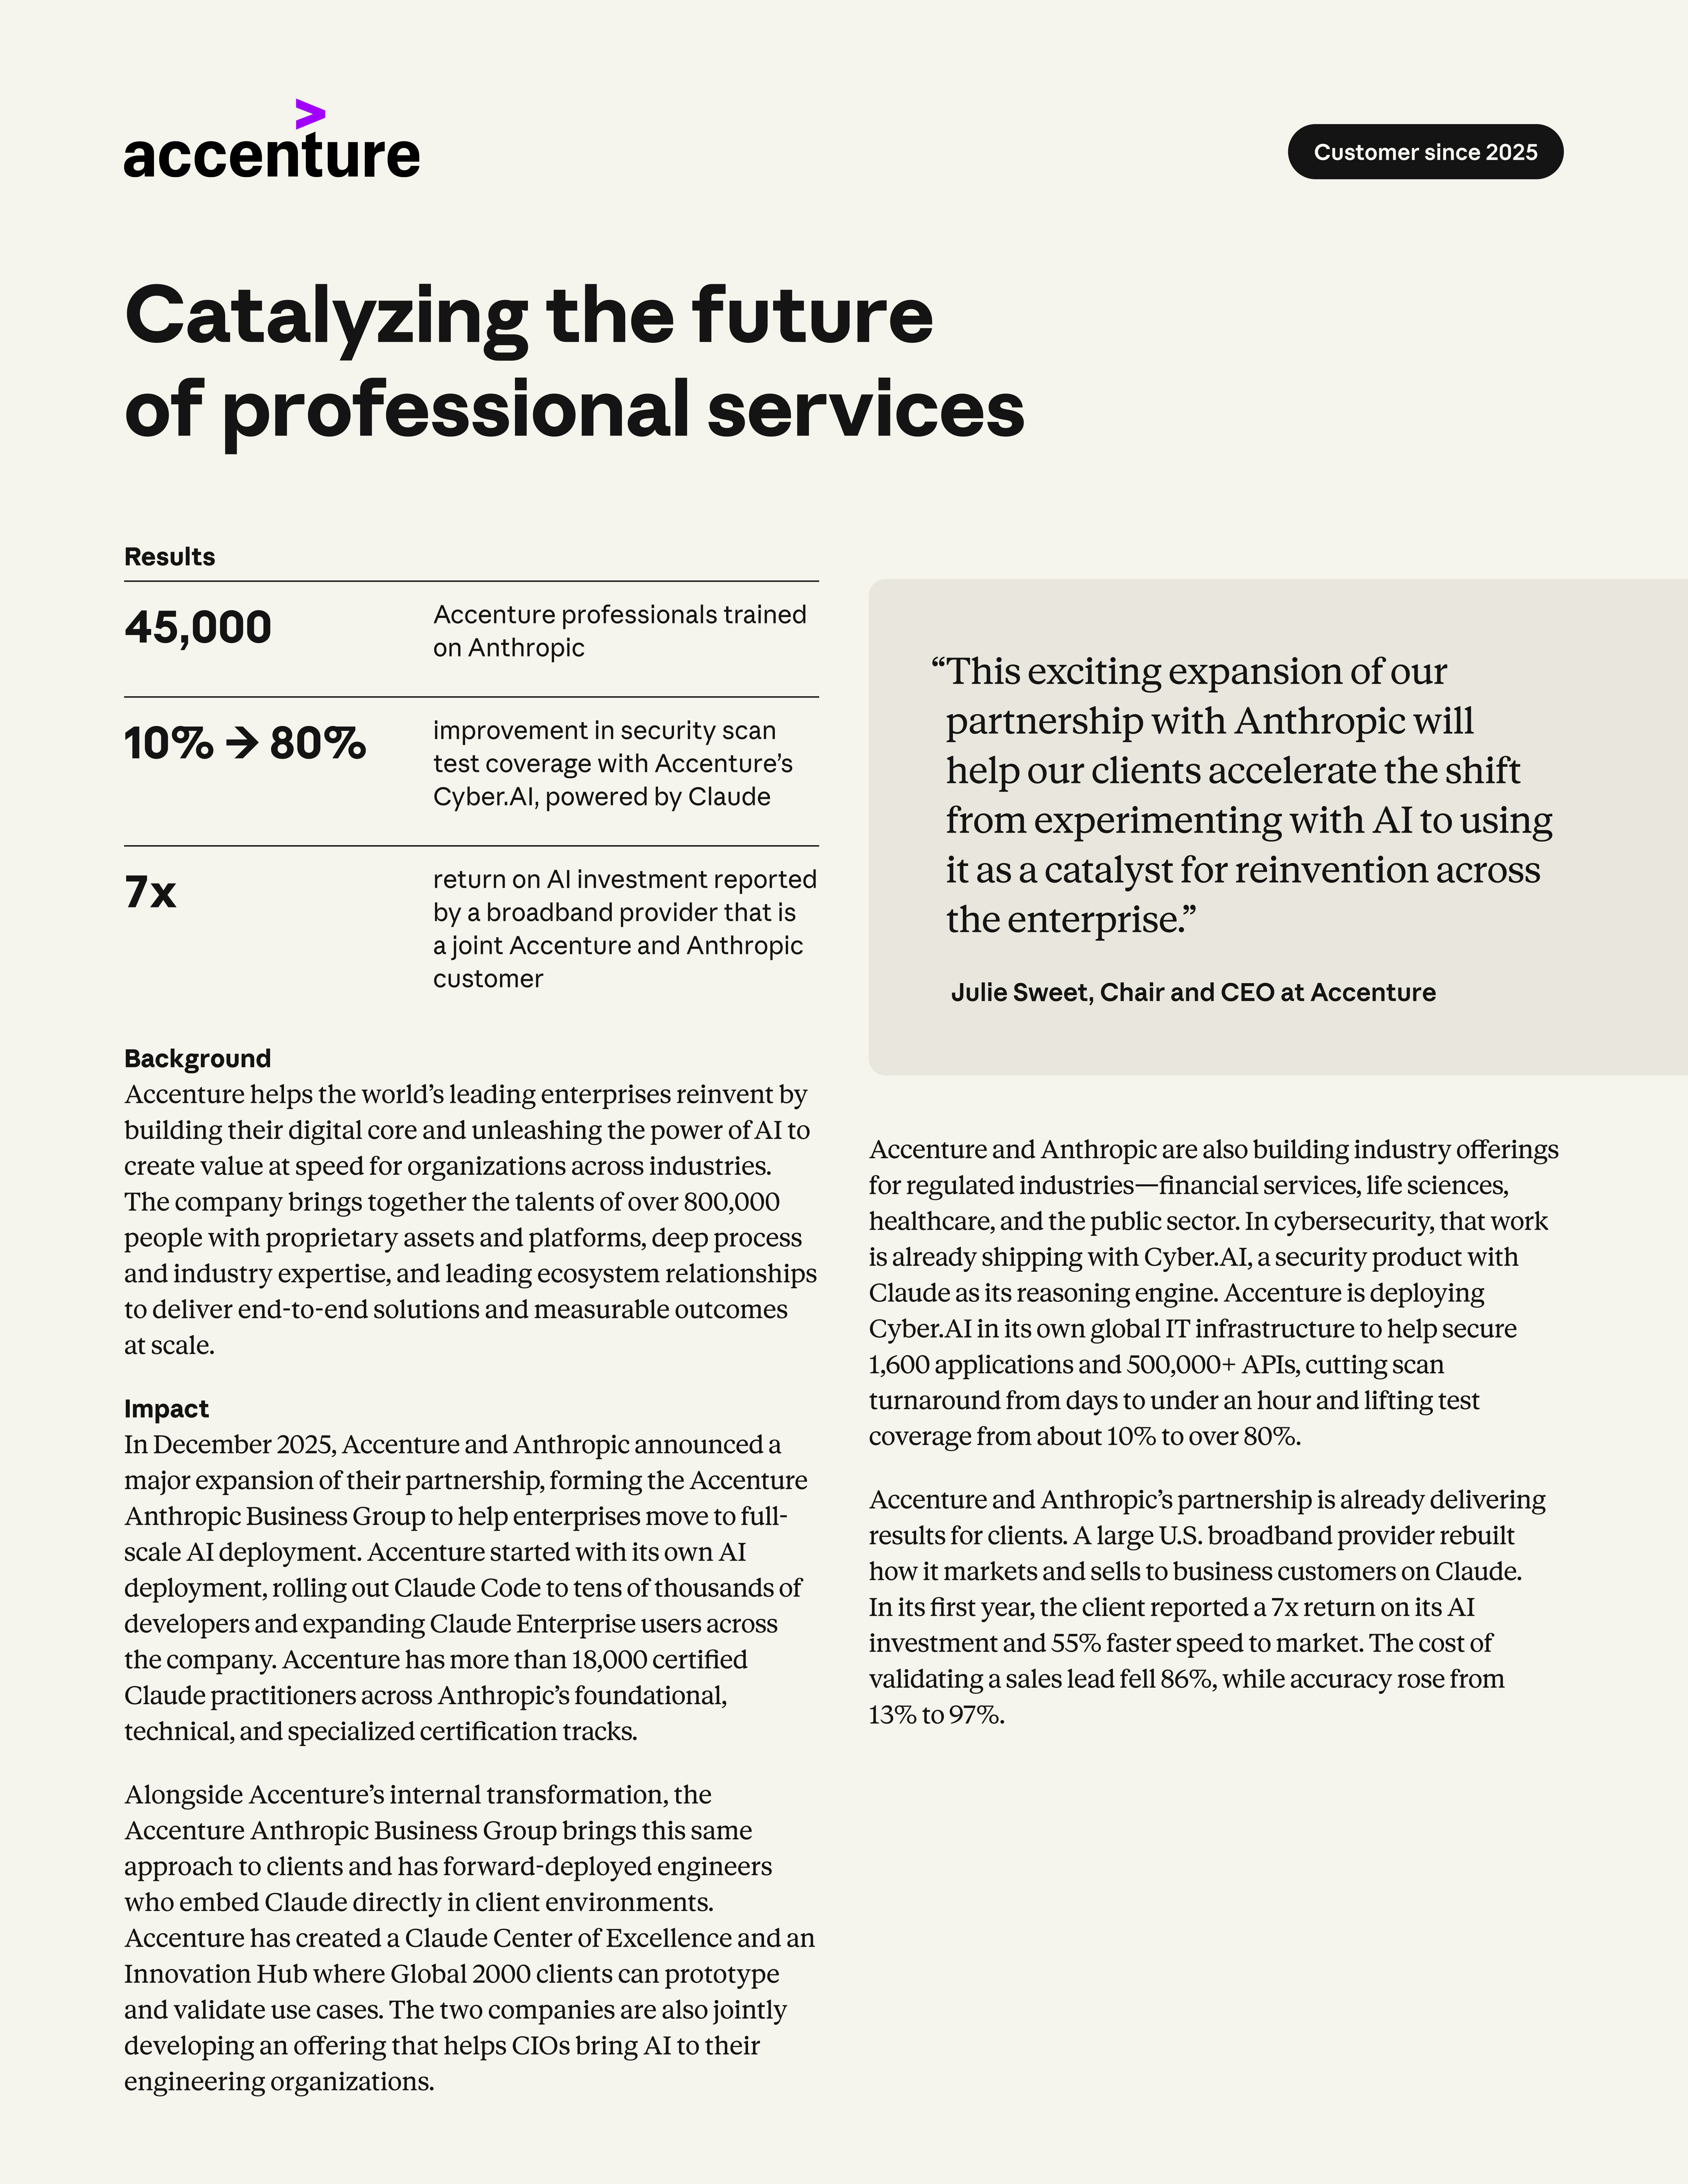 accenture
Customer since 2025
Catalyzing the future
of professional services
Results
45,000
Accenture professionals trained
on Anthropic
10% → 80%
improvement in security scan
test coverage with Accenture’s
Cyber.AI, powered by Claude
7x
return on AI investment reported
by a broadband provider that is
a joint Accenture and Anthropic
customer
Background
Accenture helps the world’s leading enterprises reinvent by
building their digital core and unleashing the power of AI to
create value at speed for organizations across industries.
The company brings together the talents of over 800,000
people with proprietary assets and platforms, deep process
and industry expertise, and leading ecosystem relationships
to deliver end-to-end solutions and measurable outcomes
at scale.
Impact
In December 2025, Accenture and Anthropic announced a
major expansion of their partnership, forming the Accenture
Anthropic Business Group to help enterprises move to full-
scale AI deployment. Accenture started with its own AI
deployment, rolling out Claude Code to tens of thousands of
developers and expanding Claude Enterprise users across
the company. Accenture has more than 18,000 certified
Claude practitioners across Anthropic’s foundational,
technical, and specialized certification tracks.
Alongside Accenture’s internal transformation, the
Accenture Anthropic Business Group brings this same
approach to clients and has forward-deployed engineers
who embed Claude directly in client environments.
Accenture has created a Claude Center of Excellence and an
Innovation Hub where Global 2000 clients can prototype
and validate use cases. The two companies are also jointly
developing an offering that helps CIOs bring AI to their
engineering organizations.
“This exciting expansion of our
partnership with Anthropic will
help our clients accelerate the shift
from experimenting with AI to using
it as a catalyst for reinvention across
the enterprise.”
Julie Sweet, Chair and CEO at Accenture
Accenture and Anthropic are also building industry offerings
for regulated industries—financial services, life sciences,
healthcare, and the public sector. In cybersecurity, that work
is already shipping with Cyber.AI, a security product with
Claude as its reasoning engine. Accenture is deploying
Cyber.AI in its own global IT infrastructure to help secure
1,600 applications and 500,000+ APIs, cutting scan
turnaround from days to under an hour and lifting test
coverage from about 10% to over 80%.
Accenture and Anthropic’s partnership is already delivering
results for clients. A large U.S. broadband provider rebuilt
how it markets and sells to business customers on Claude.
In its first year, the client reported a 7x return on its AI
investment and 55% faster speed to market. The cost of
validating a sales lead fell 86%, while accuracy rose from
13% to 97%.